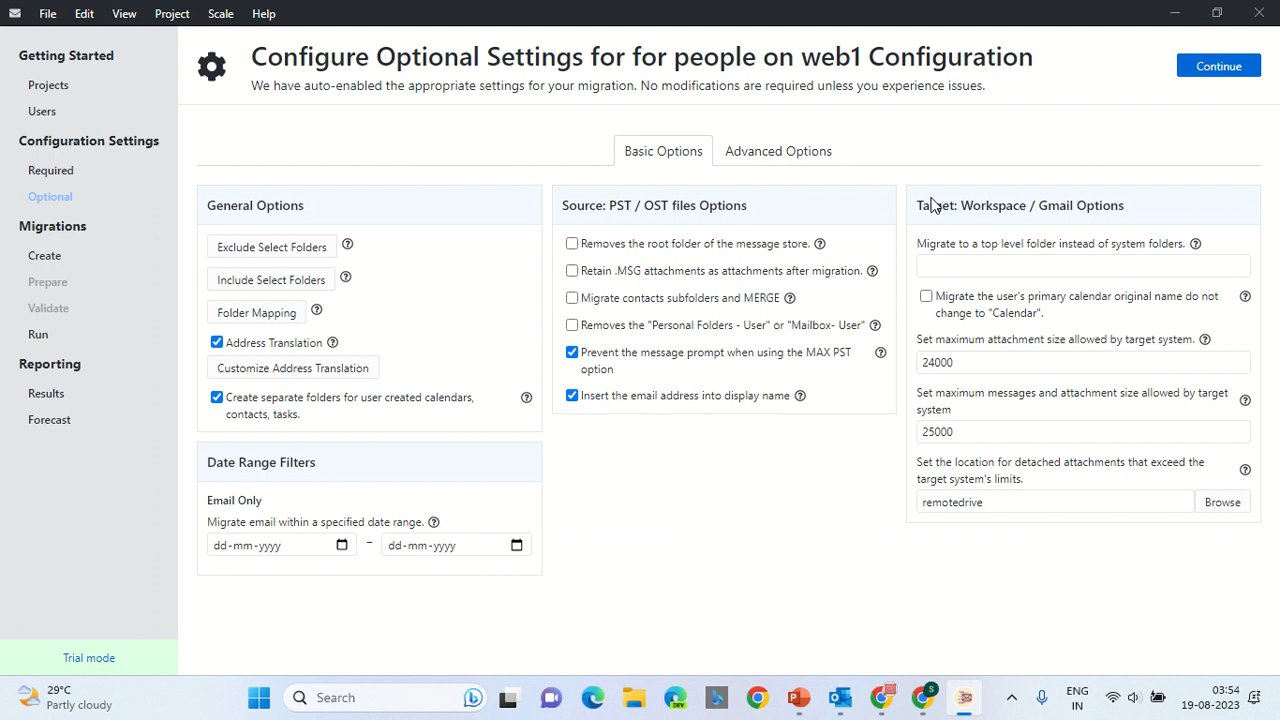 File Edit View Project Scale Help
Getting Started
Projects
Users
Configuration Settings
Required
Optional
Migrations
Create
Prepare
Validate
Run
Reporting
Results
Forecast
Trial mode
Configure Optional Settings for for people on web1 Configuration
We have auto-enabled the appropriate settings for your migration. No modifications are required unless you experience issues.
Continue
Basic Options
Advanced Options
General Options
Exclude Select Folders
Include Select Folders
Folder Mapping
Address Translation
Customize Address Translation
Create separate folders for user created calendars,
contacts, tasks.
Date Range Filters
Email Only
Migrate email within a specified date range.
dd-mm-yyyy – dd-mm-yyyy
Source: PST / OST files Options
Removes the root folder of the message store.
Retain .MSG attachments as attachments after migration.
Migrate contacts subfolders and MERGE
Removes the "Personal Folders - User" or "Mailbox- User"
Prevent the message prompt when using the MAX PST
option
Insert the email address into display name
Target: Workspace / Gmail Options
Migrate to a top level folder instead of system folders.
Migrate the user's primary calendar original name do not
change to "Calendar".
Set maximum attachment size allowed by target system.
24000
Set maximum messages and attachment size allowed by target
system
25000
Set the location for detached attachments that exceed the
target system's limits.
remotedrive
Browse
29°C
Partly cloudy
Search
DEV
S
ENG
IN
03:54
19-08-2023